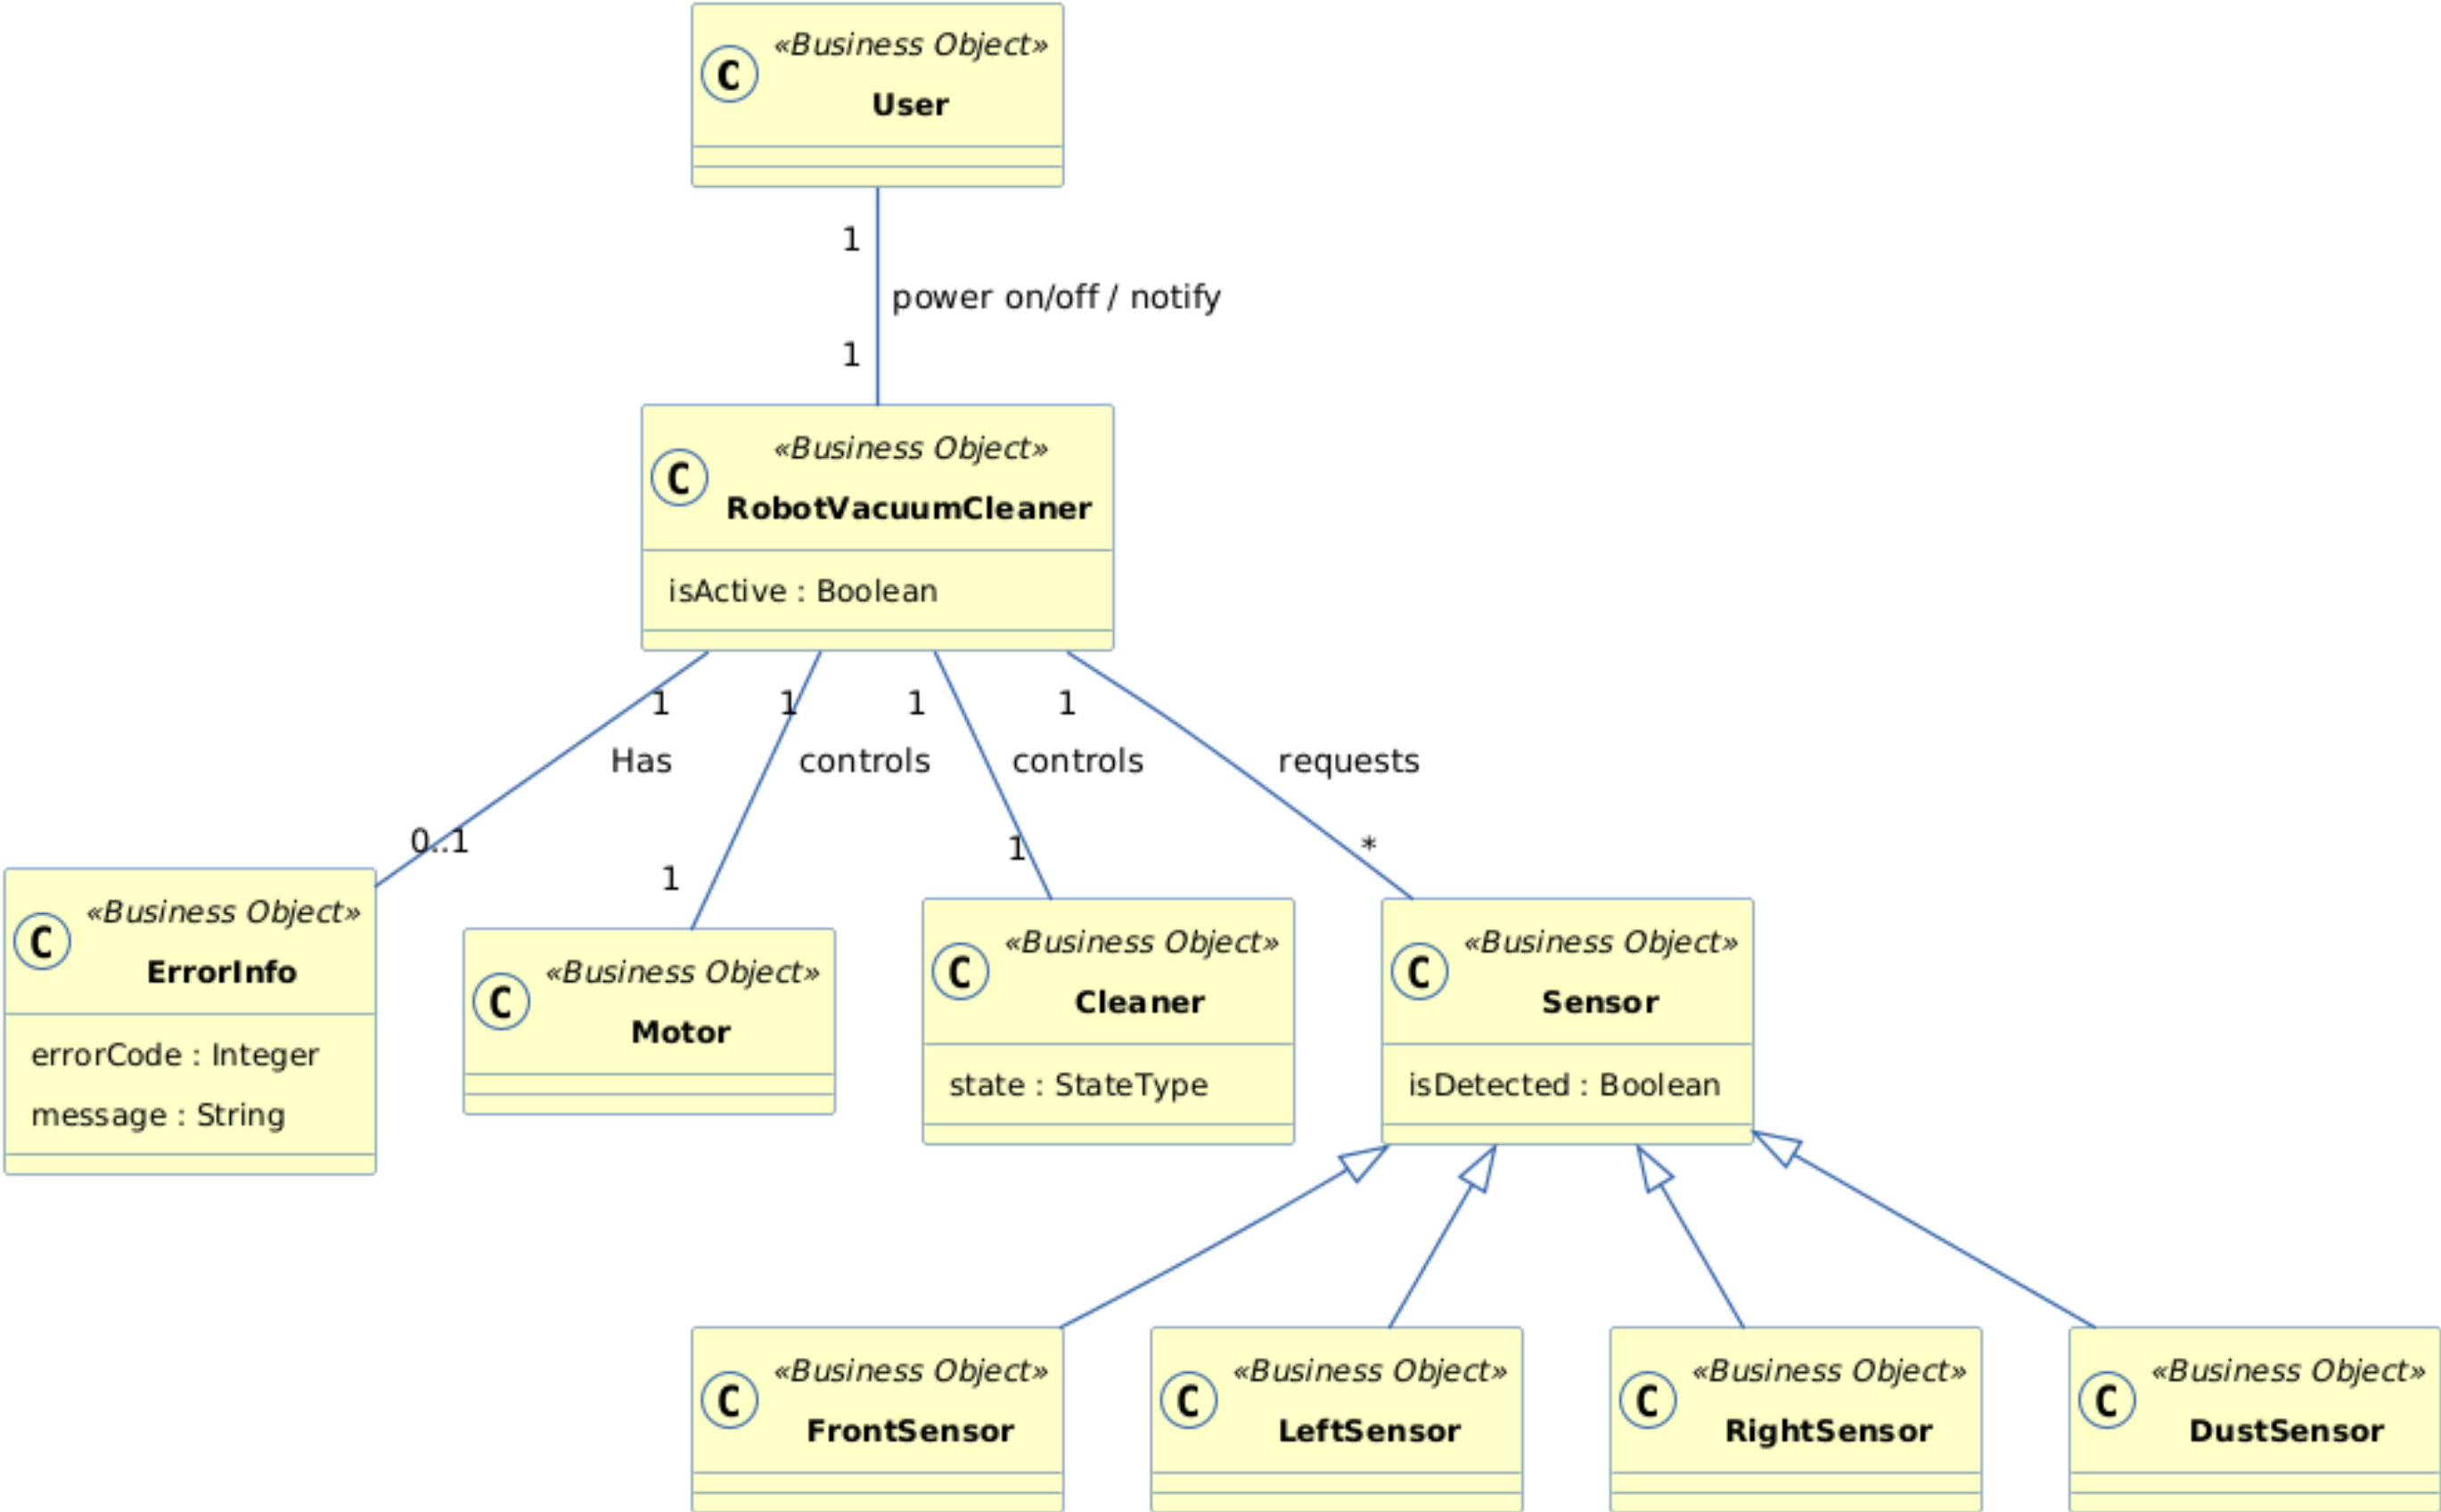 «Business Object»
C
User
1
power on/off / notify
1
«Business Object»
C
RobotVacuumCleaner
isActive : Boolean
1
1
1
1
Has
controls
controls
requests
0..1
1
1
*
«Business Object»
C
ErrorInfo
errorCode : Integer
message : String
«Business Object»
C
Motor
«Business Object»
C
Cleaner
state : StateType
«Business Object»
C
Sensor
isDetected : Boolean
«Business Object»
C
FrontSensor
«Business Object»
C
LeftSensor
«Business Object»
C
RightSensor
«Business Object»
C
DustSensor